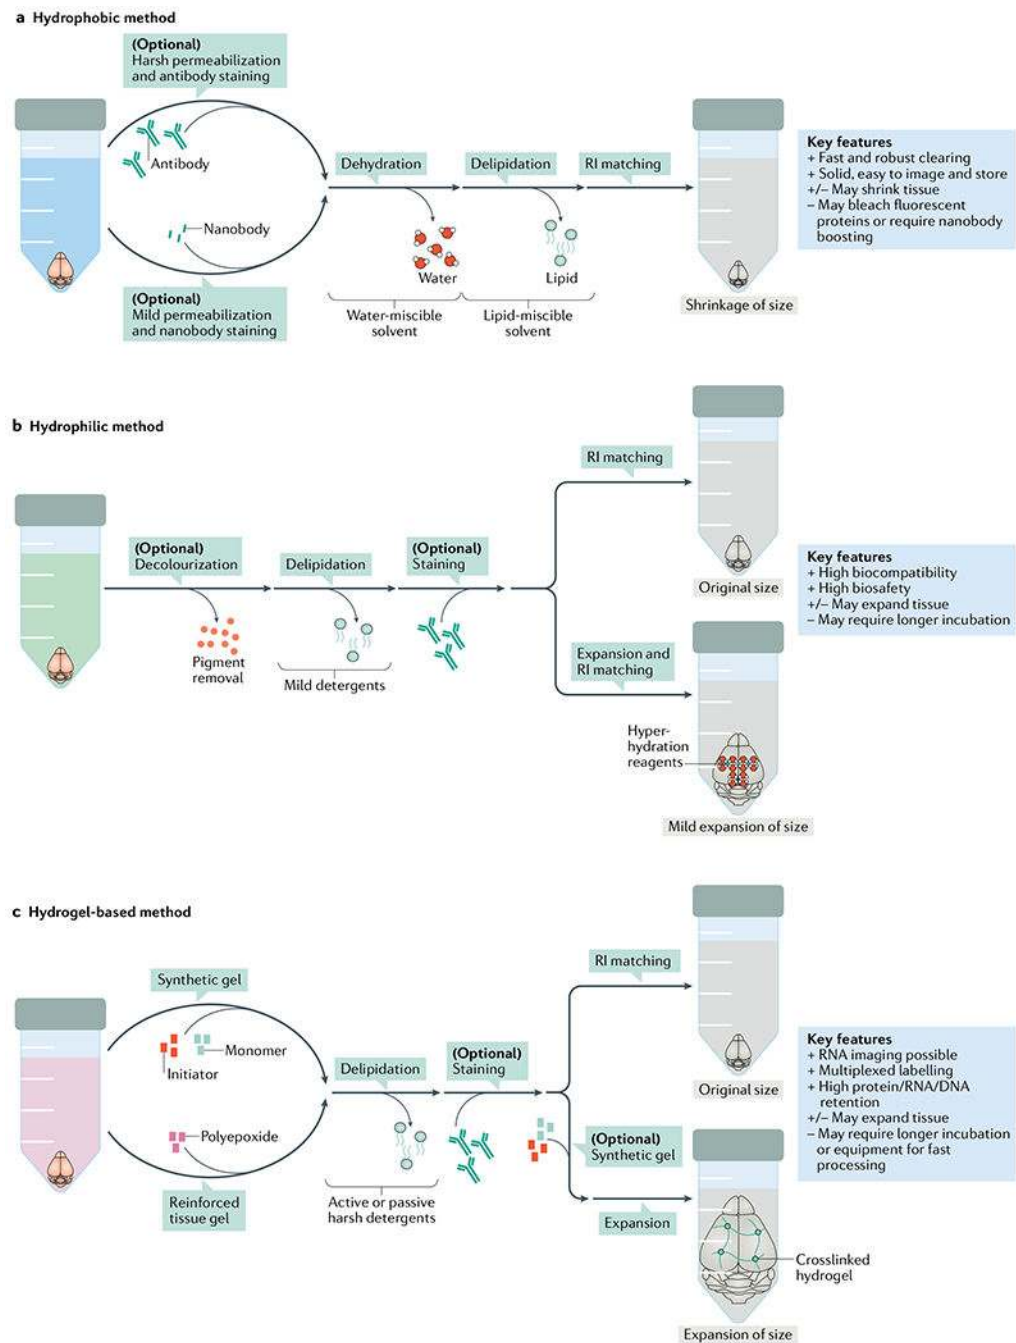 a Hydrophobic method
(Optional)
Harsh permeabilization
and antibody staining
Antibody
Nanobody
(Optional)
Mild permeabilization
and nanobody staining
Dehydration
Delipidation
RI matching
Water
Lipid
Water-miscible
solvent
Lipid-miscible
solvent
Shrinkage of size
Key features
+ Fast and robust clearing
+ Solid, easy to image and store
+/– May shrink tissue
– May bleach fluorescent
proteins or require nanobody
boosting
b Hydrophilic method
(Optional)
Decolourization
Delipidation
(Optional)
Staining
Pigment
removal
Mild detergents
RI matching
Original size
Expansion and
RI matching
Hyper-
hydration
reagents
Mild expansion of size
Key features
+ High biocompatibility
+ High biosafety
+/– May expand tissue
– May require longer incubation
c Hydrogel-based method
Synthetic gel
Monomer
Initiator
Polyepoxide
Reinforced
tissue gel
Delipidation
(Optional)
Staining
Active or passive
harsh detergents
RI matching
Original size
(Optional)
Synthetic gel
Expansion
Crosslinked
hydrogel
Expansion of size
Key features
+ RNA imaging possible
+ Multiplexed labelling
+ High protein/RNA/DNA
retention
+/– May expand tissue
– May require longer incubation
or equipment for fast
processing